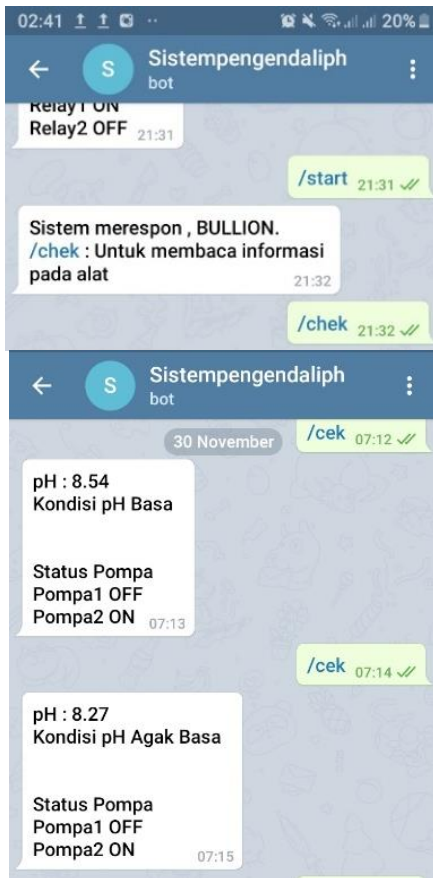 02:41
20%
S
Sistempengendaliph
bot
Relay1 ON
Relay2 OFF 21:31
/start 21:31
Sistem merespon , BULLION.
/chek : Untuk membaca informasi
pada alat 21:32
/chek 21:32
S
Sistempengendaliph
bot
30 November
/cek 07:12
pH : 8.54
Kondisi pH Basa
Status Pompa
Pompa1 OFF
Pompa2 ON 07:13
/cek 07:14
pH : 8.27
Kondisi pH Agak Basa
Status Pompa
Pompa1 OFF
Pompa2 ON 07:15